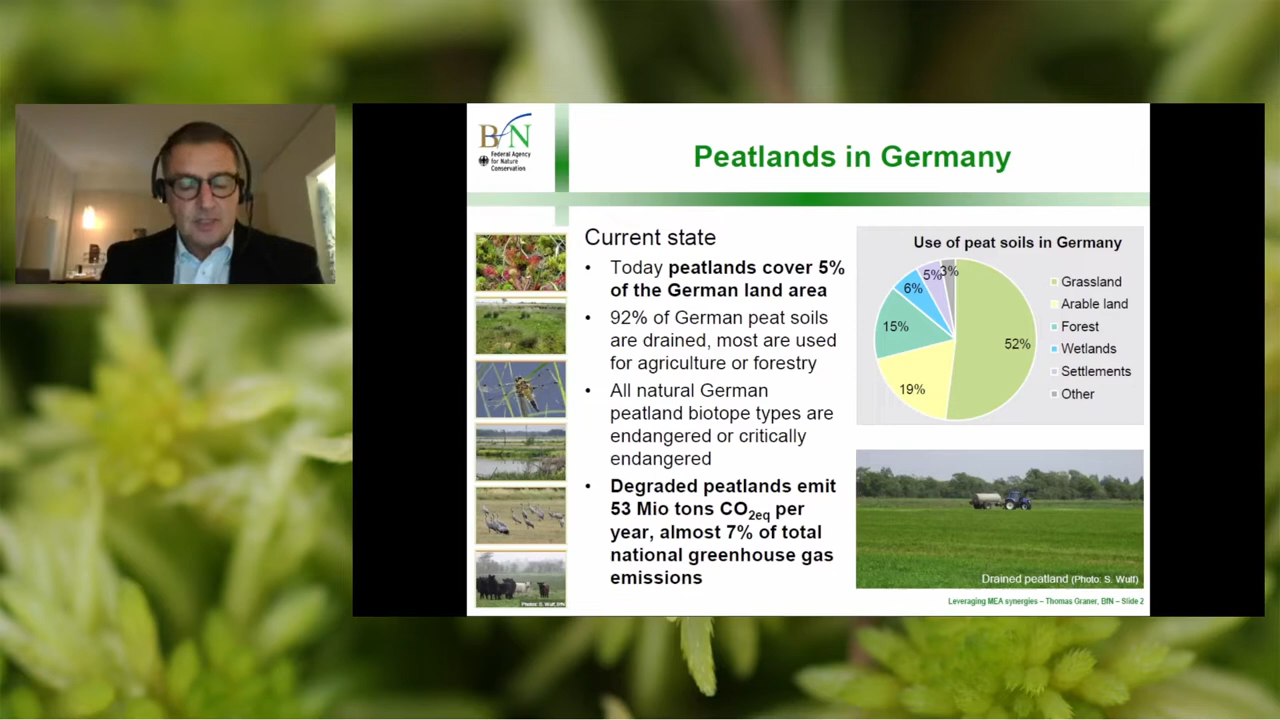 BfN
Federal Agency
for Nature
Conservation
Peatlands in Germany
Current state
• Today peatlands cover 5%
of the German land area
• 92% of German peat soils
are drained, most are used
for agriculture or forestry
• All natural German
peatland biotope types are
endangered or critically
endangered
• Degraded peatlands emit
53 Mio tons CO2eq per
year, almost 7% of total
national greenhouse gas
emissions
Photo: S. Wulf, BfN
Use of peat soils in Germany
3%
5%
6%
15%
19%
52%
Grassland
Arable land
Forest
Wetlands
Settlements
Other
Drained peatland (Photo: S. Wulf)
Leveraging MEA synergies – Thomas Graner, BfN – Slide 2